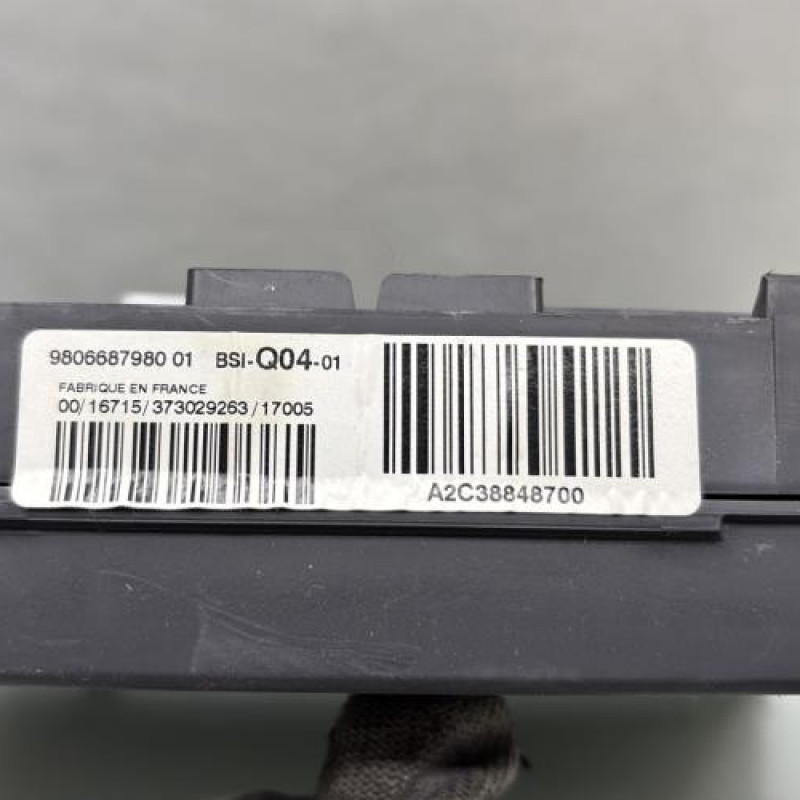 9806687980 01 BSI-Q04-01
FABRIQUE EN FRANCE
00/16715/373029263/17005
A2C38848700